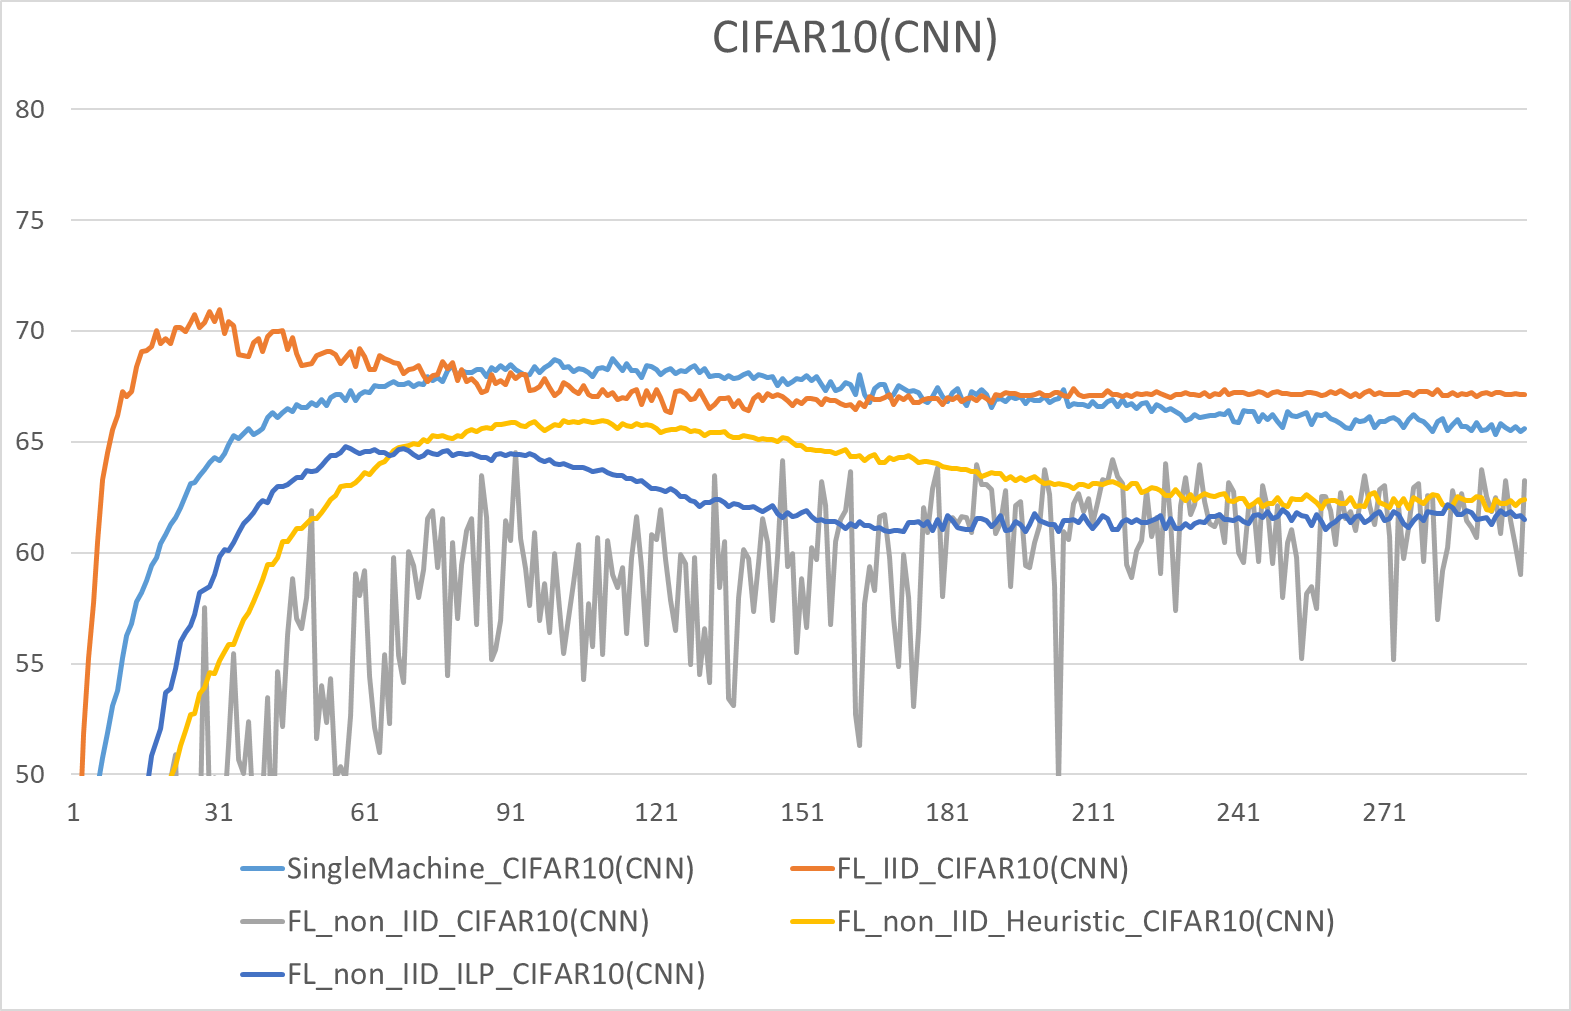 CIFAR10(CNN)
80
75
70
65
60
55
50
1 31 61 91 121 151 181 211 241 271
SingleMachine_CIFAR10(CNN) FL_IID_CIFAR10(CNN)
FL_non_IID_CIFAR10(CNN) FL_non_IID_Heuristic_CIFAR10(CNN)
FL_non_IID_ILP_CIFAR10(CNN)